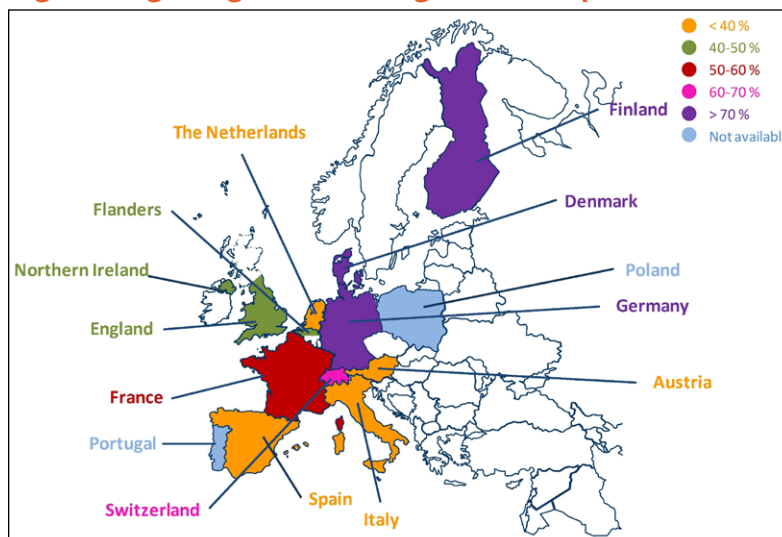 < 40 %
40-50 %
50-60 %
60-70 %
> 70 %
Not available
Finland
The Netherlands
Flanders
Denmark
Northern Ireland
Poland
England
Germany
France
Austria
Portugal
Switzerland
Spain
Italy